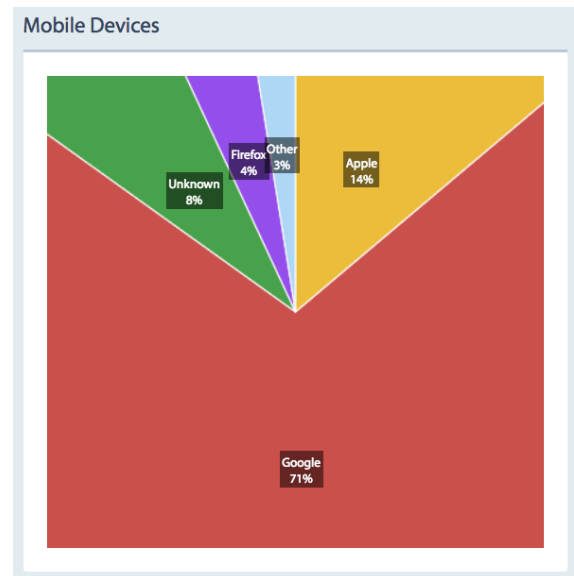 Mobile Devices
Unknown
8%
Firefox
4%
Other
3%
Apple
14%
Google
71%